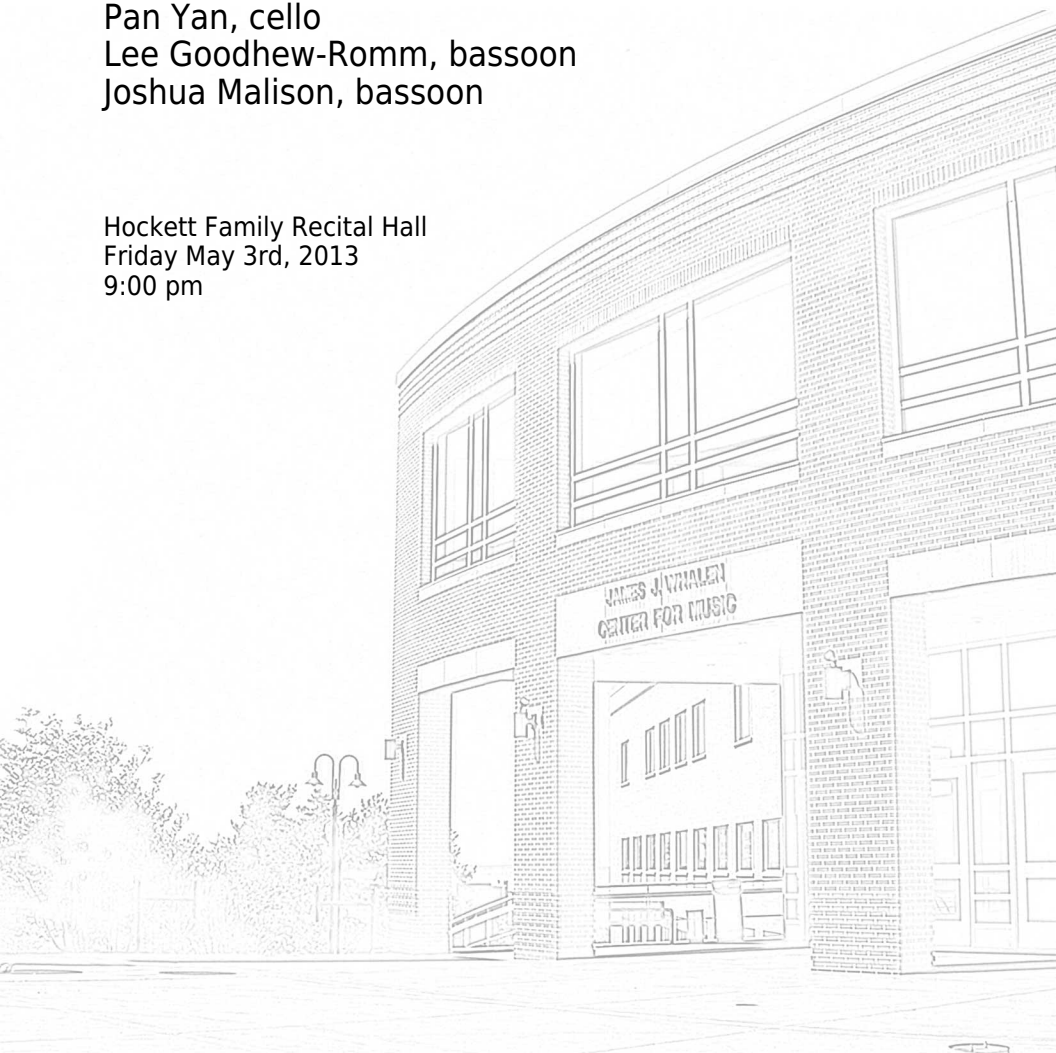 Pan Yan, cello
Lee Goodhew-Romm, bassoon
Joshua Malison, bassoon
Hockett Family Recital Hall
Friday May 3rd, 2013
9:00 pm
JAMES J. WHALEN
CENTER FOR MUSIC